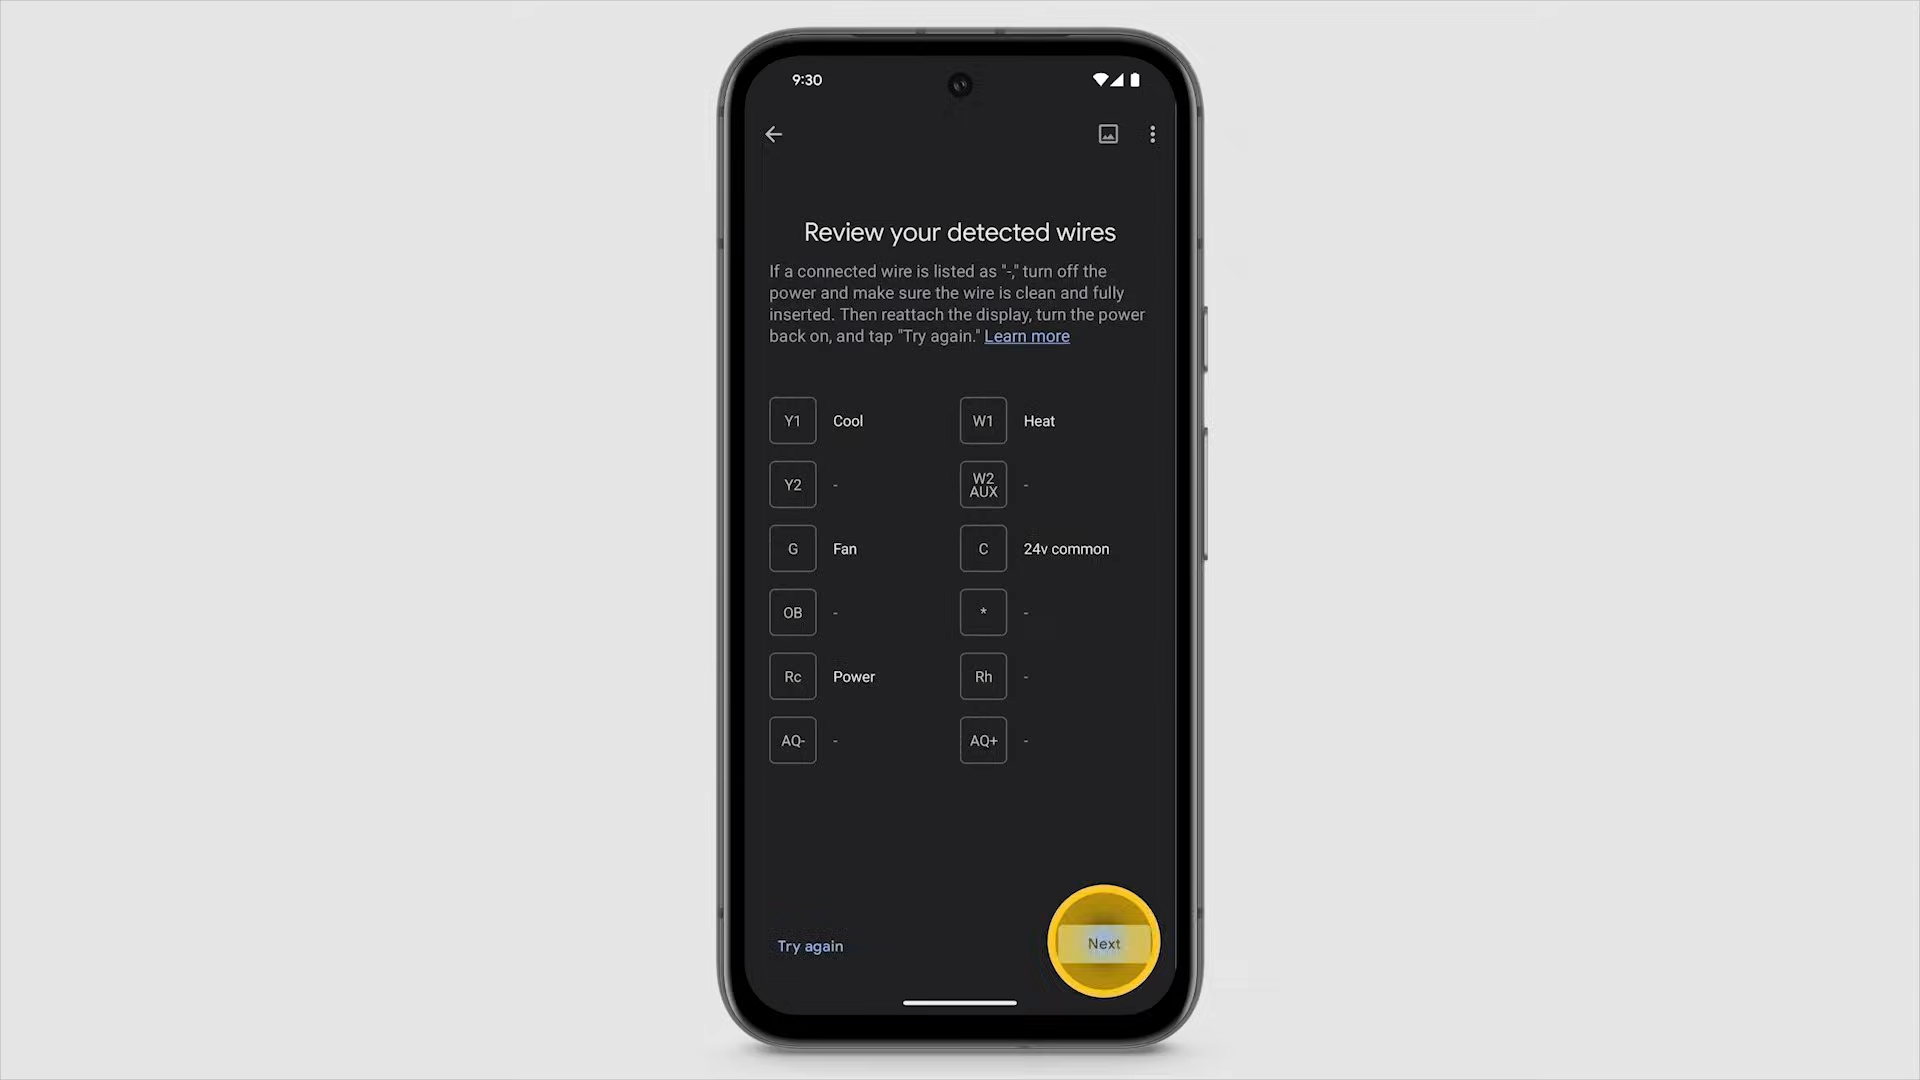 9:30
Review your detected wires
If a connected wire is listed as "-," turn off the
power and make sure the wire is clean and fully
inserted. Then reattach the display, turn the power
back on, and tap "Try again." Learn more
Y1 Cool W1 Heat
Y2 - W2 AUX -
G Fan C 24v common
OB - * -
Rc Power Rh -
AQ- - AQ+ -
Try again Next